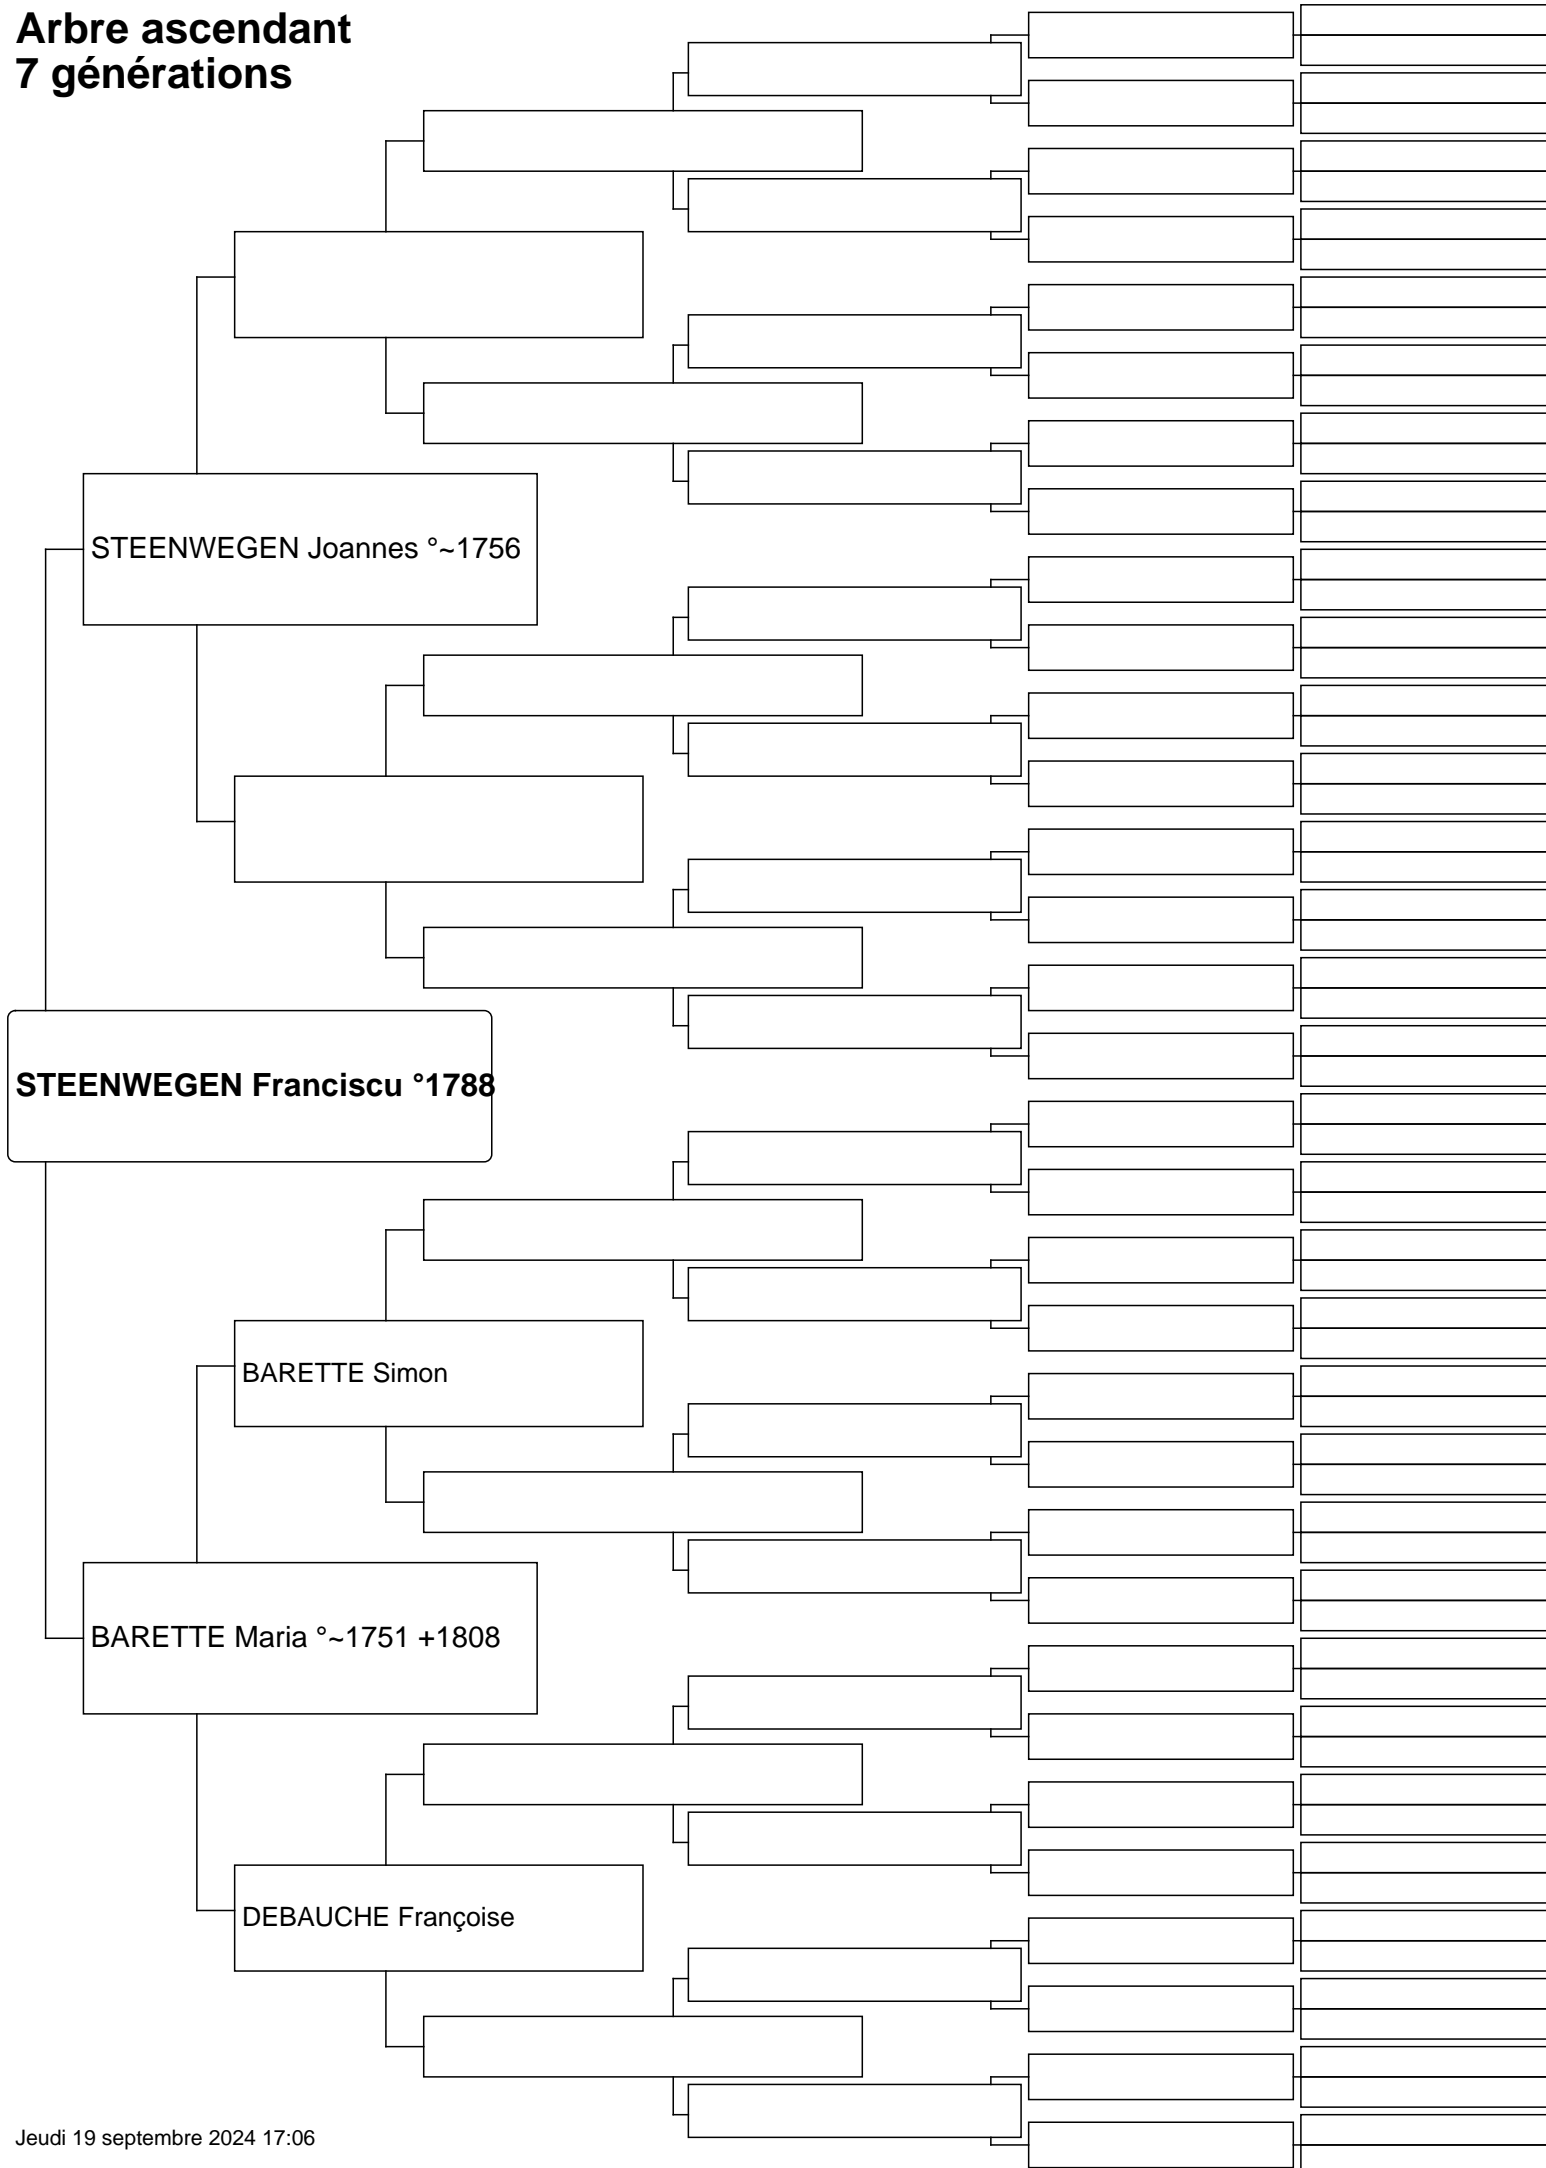 Arbre ascendant
7 générations
STEENWEGEN Joannes °~1756
STEENWEGEN Franciscu °1788
BARETTE Simon
BARETTE Maria °~1751 +1808
DEBAUCHE Françoise
Jeudi 19 septembre 2024 17:06